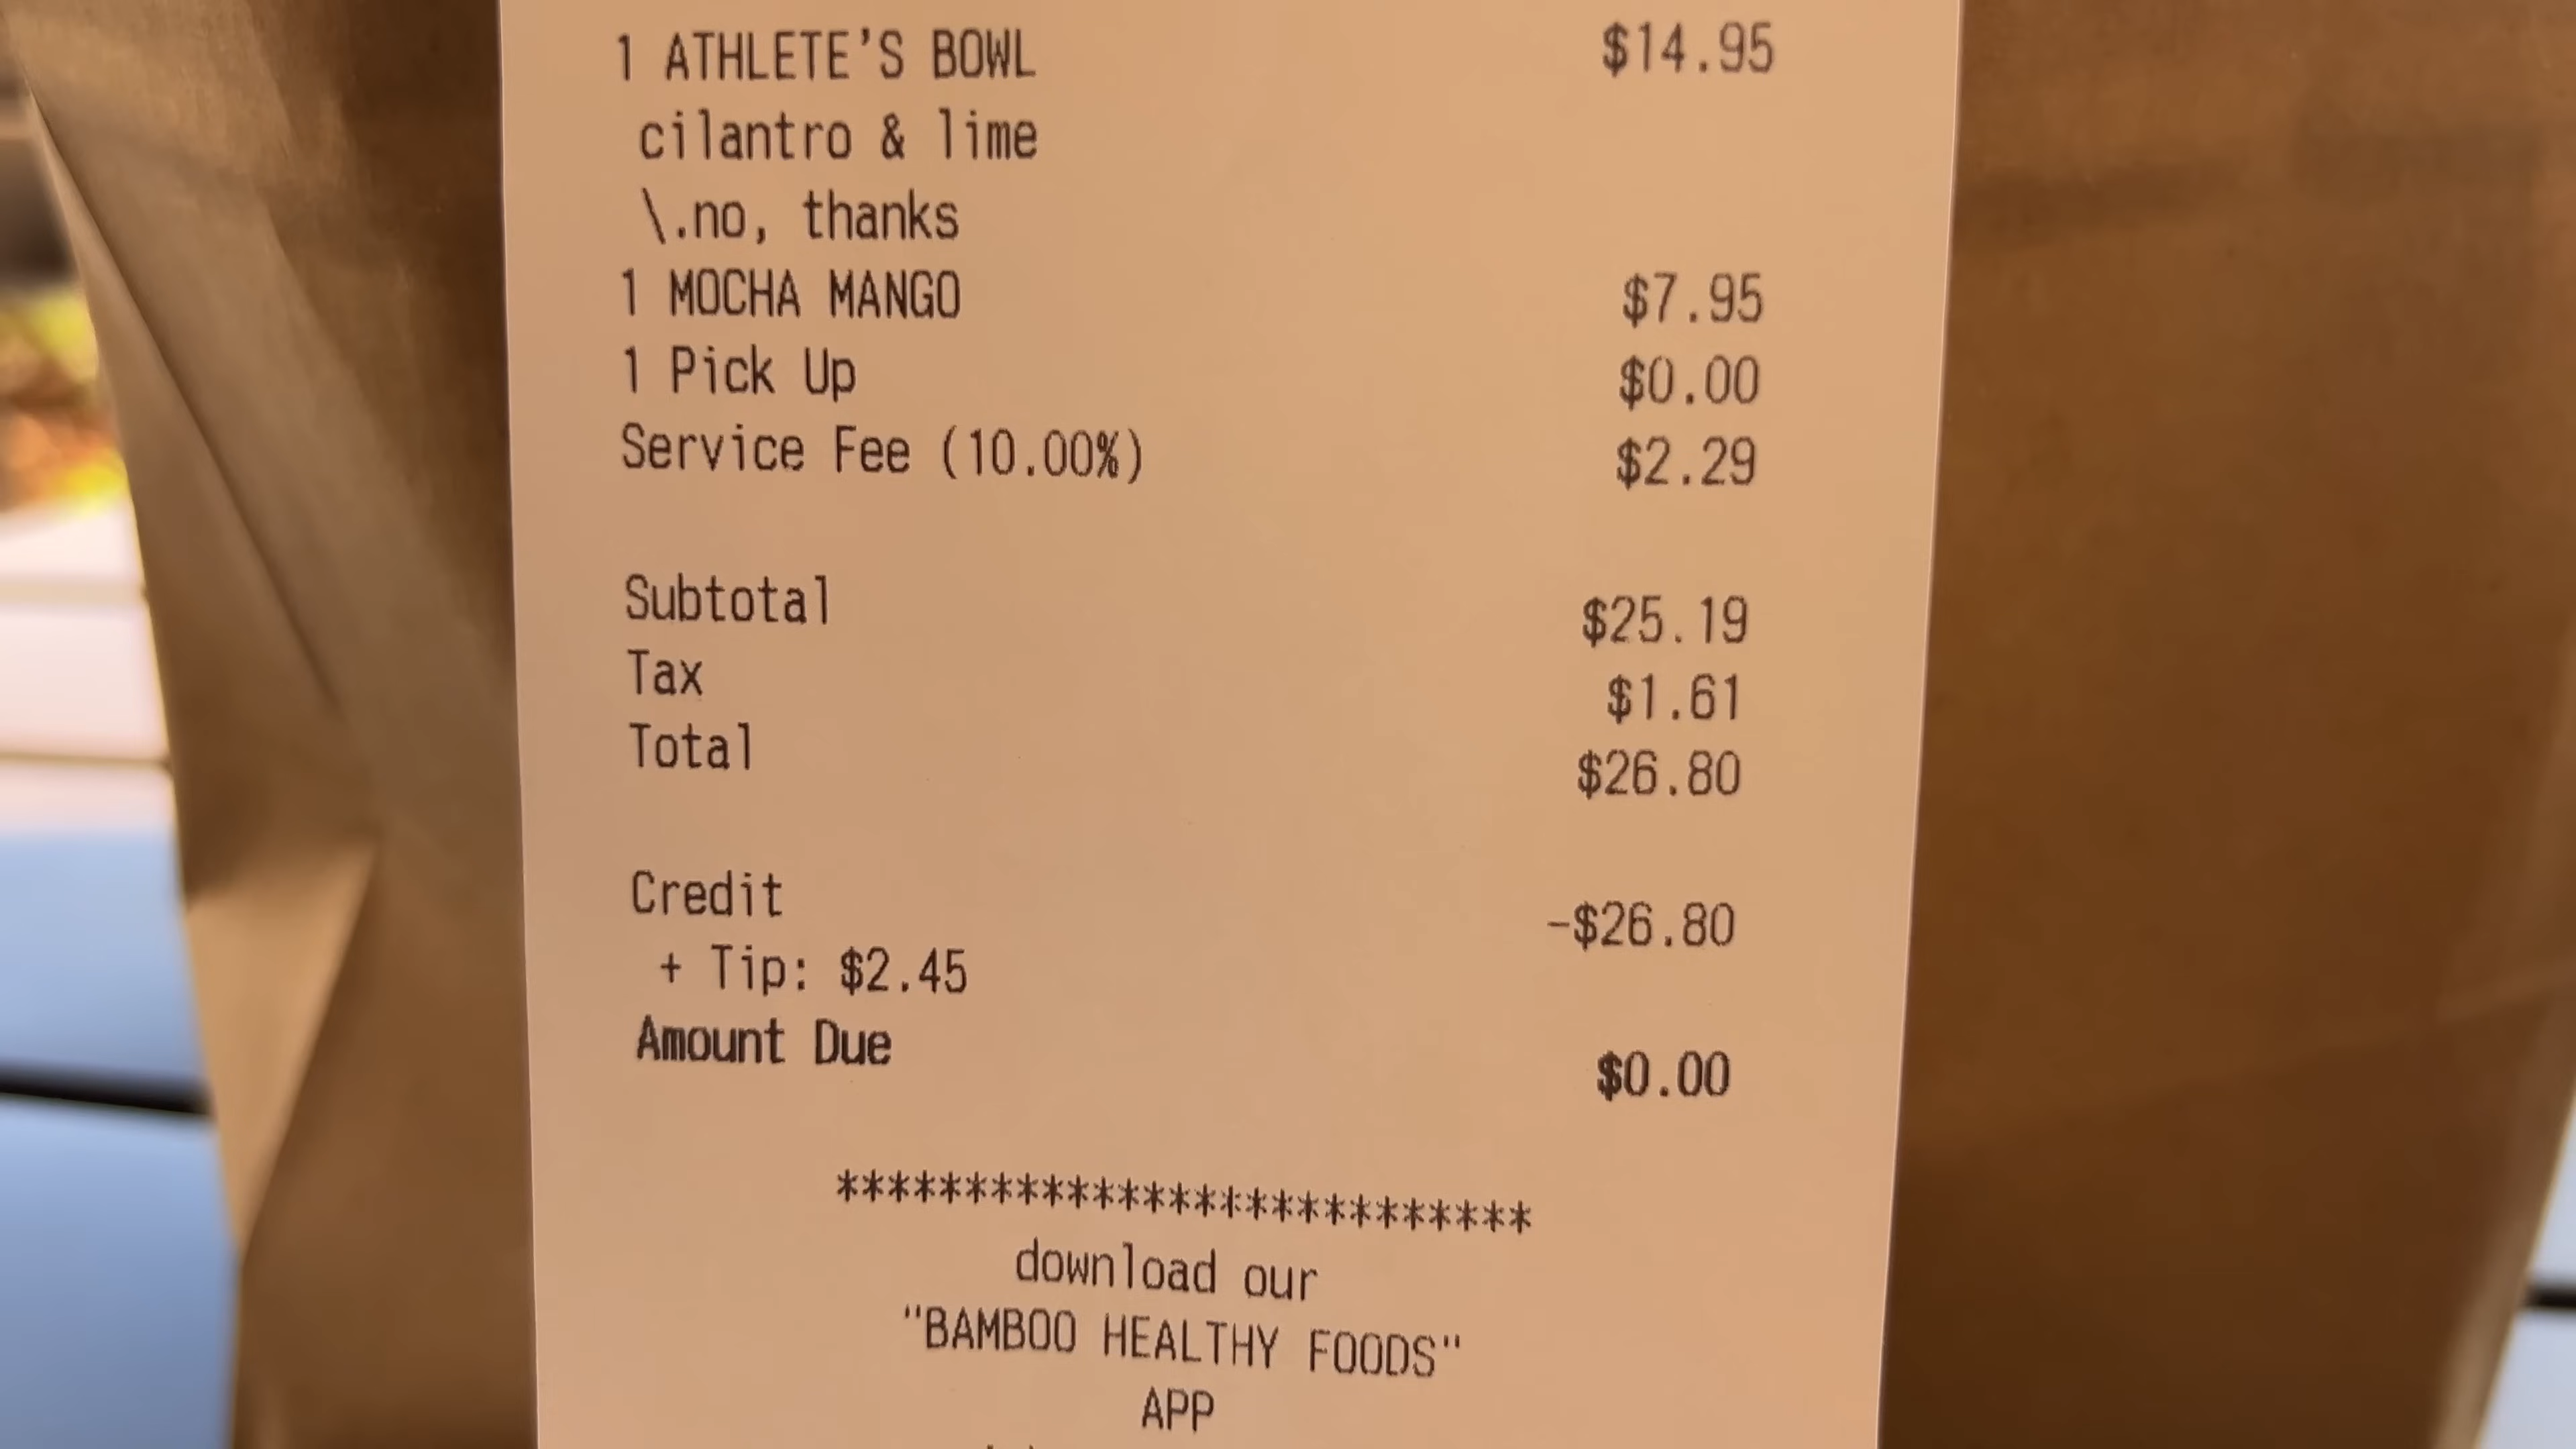 1 ATHLETE'S BOWL $14.95
cilantro & lime
\.no, thanks
1 MOCHA MANGO $7.95
1 Pick Up $0.00
Service Fee (10.00%) $2.29
Subtotal $25.19
Tax $1.61
Total $26.80
Credit -$26.80
+ Tip: $2.45
Amount Due $0.00
***************************
download our
"BAMBOO HEALTHY FOODS"
APP